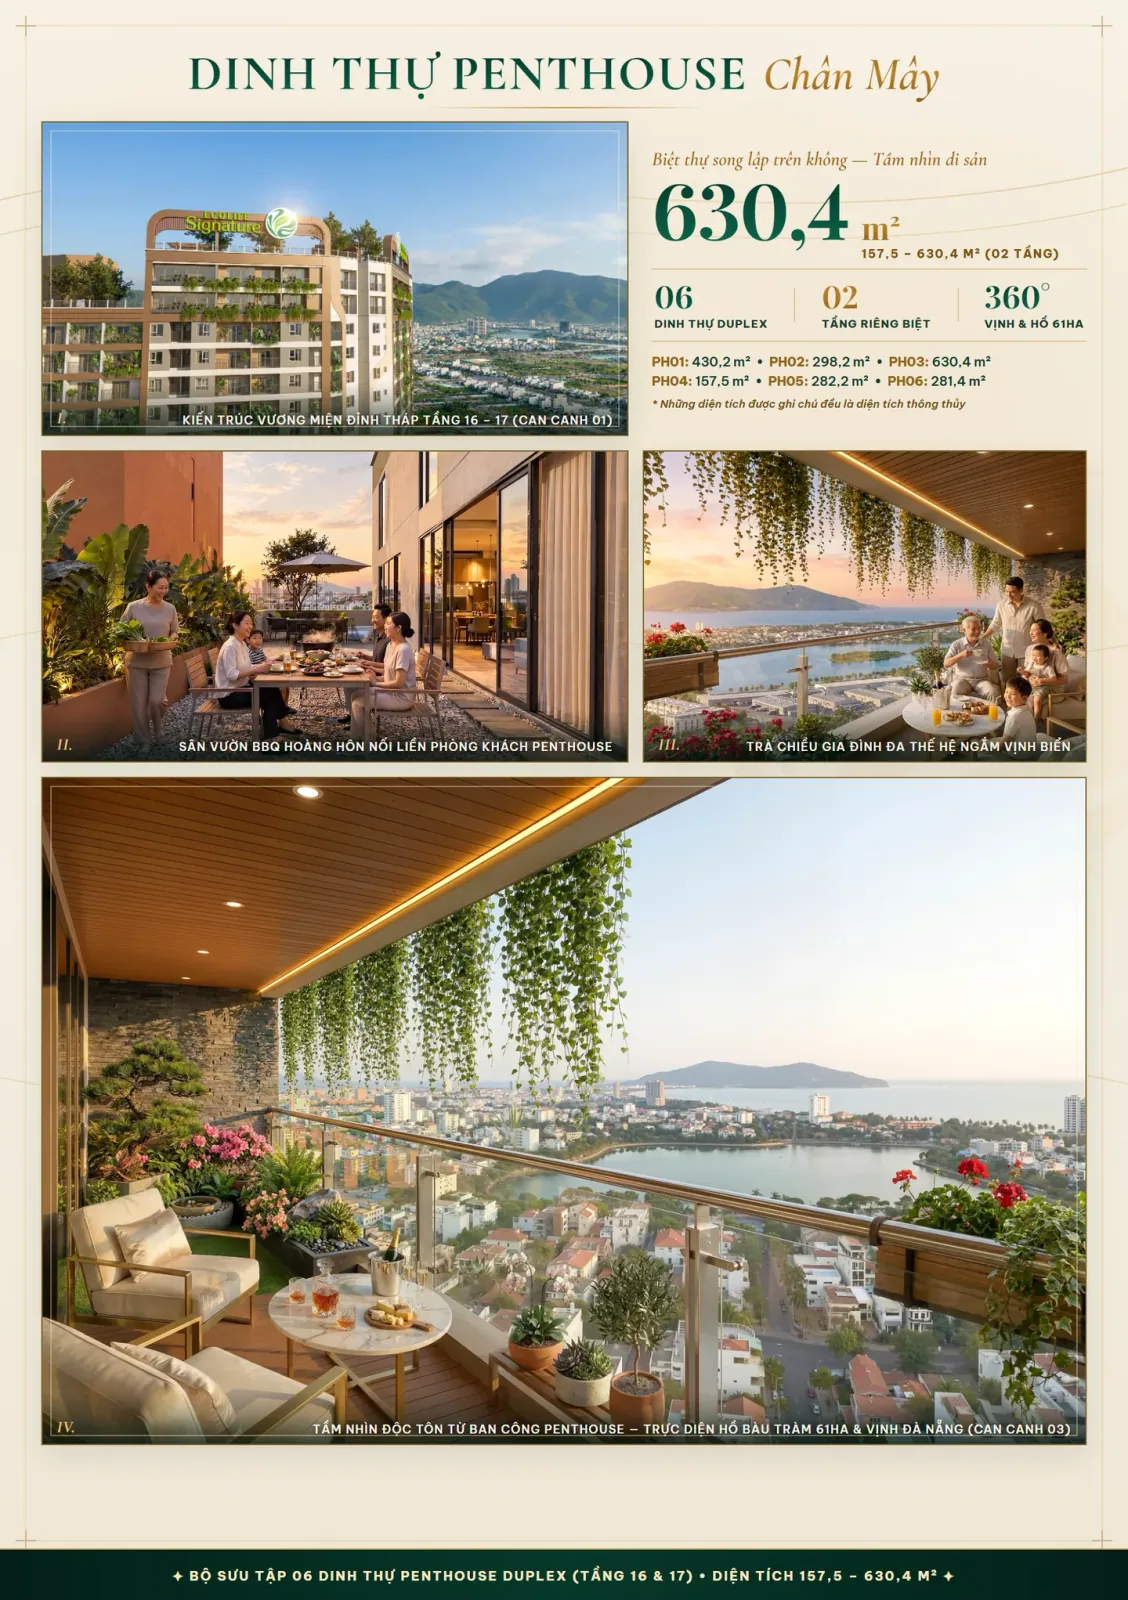 DINH THỰ PENTHOUSE Chân Mây
ECOLIFE
Signature
I.
KIẾN TRÚC VƯƠNG MIỆN ĐỈNH THÁP TẦNG 16 – 17 (CAN CANH 01)
Biệt thự song lập trên không — Tầm nhìn di sản
630,4 m²
157,5 – 630,4 M² (02 TẦNG)
06
DINH THỰ DUPLEX
02
TẦNG RIÊNG BIỆT
360°
VỊNH & HỒ 61HA
PH01: 430,2 m² • PH02: 298,2 m² • PH03: 630,4 m²
PH04: 157,5 m² • PH05: 282,2 m² • PH06: 281,4 m²
* Những diện tích được ghi chú đều là diện tích thông thủy
II.
SÂN VƯỜN BBQ HOÀNG HÔN NỐI LIỀN PHÒNG KHÁCH PENTHOUSE
III.
TRÀ CHIỀU GIA ĐÌNH ĐA THẾ HỆ NGẮM VỊNH BIỂN
IV.
TẦM NHÌN ĐỘC TÔN TỪ BAN CÔNG PENTHOUSE — TRỰC DIỆN HỒ BÀU TRÀM 61HA & VỊNH ĐÀ NẴNG (CAN CANH 03)
✦ BỘ SƯU TẬP 06 DINH THỰ PENTHOUSE DUPLEX (TẦNG 16 & 17) • DIỆN TÍCH 157,5 – 630,4 M² ✦